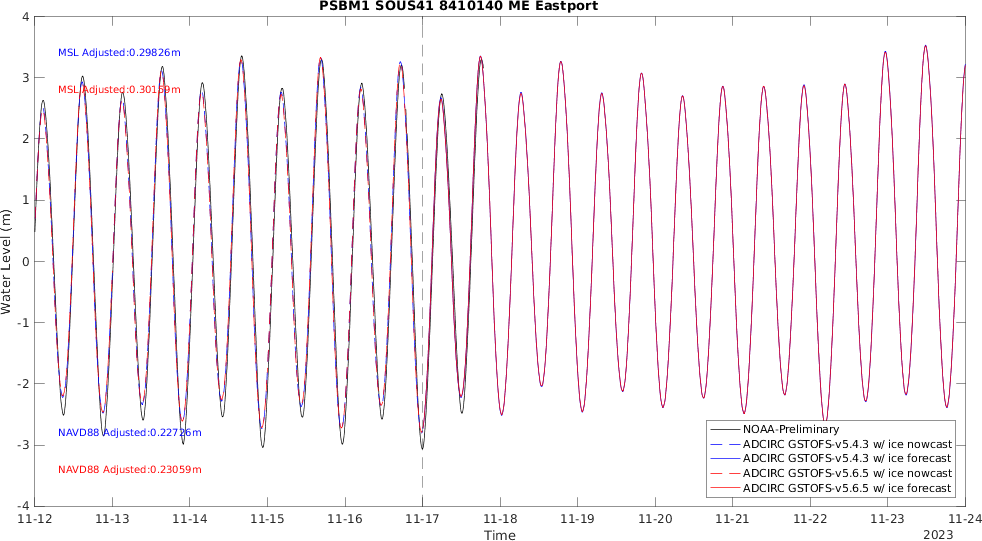 PSBM1 SOUS41 8410140 ME Eastport
4
MSL Adjusted:0.29826m
3
MSL Adjusted:0.30159m
2
1
0
-1
-2
-3
-4
Water Level (m)
NAVD88 Adjusted:0.22726m
NAVD88 Adjusted:0.23059m
NOAA-Preliminary
ADCIRC GSTOFS-v5.4.3 w/ ice nowcast
ADCIRC GSTOFS-v5.4.3 w/ ice forecast
ADCIRC GSTOFS-v5.6.5 w/ ice nowcast
ADCIRC GSTOFS-v5.6.5 w/ ice forecast
11-12 11-13 11-14 11-15 11-16 11-17 11-18 11-19 11-20 11-21 11-22 11-23 11-24
Time
2023